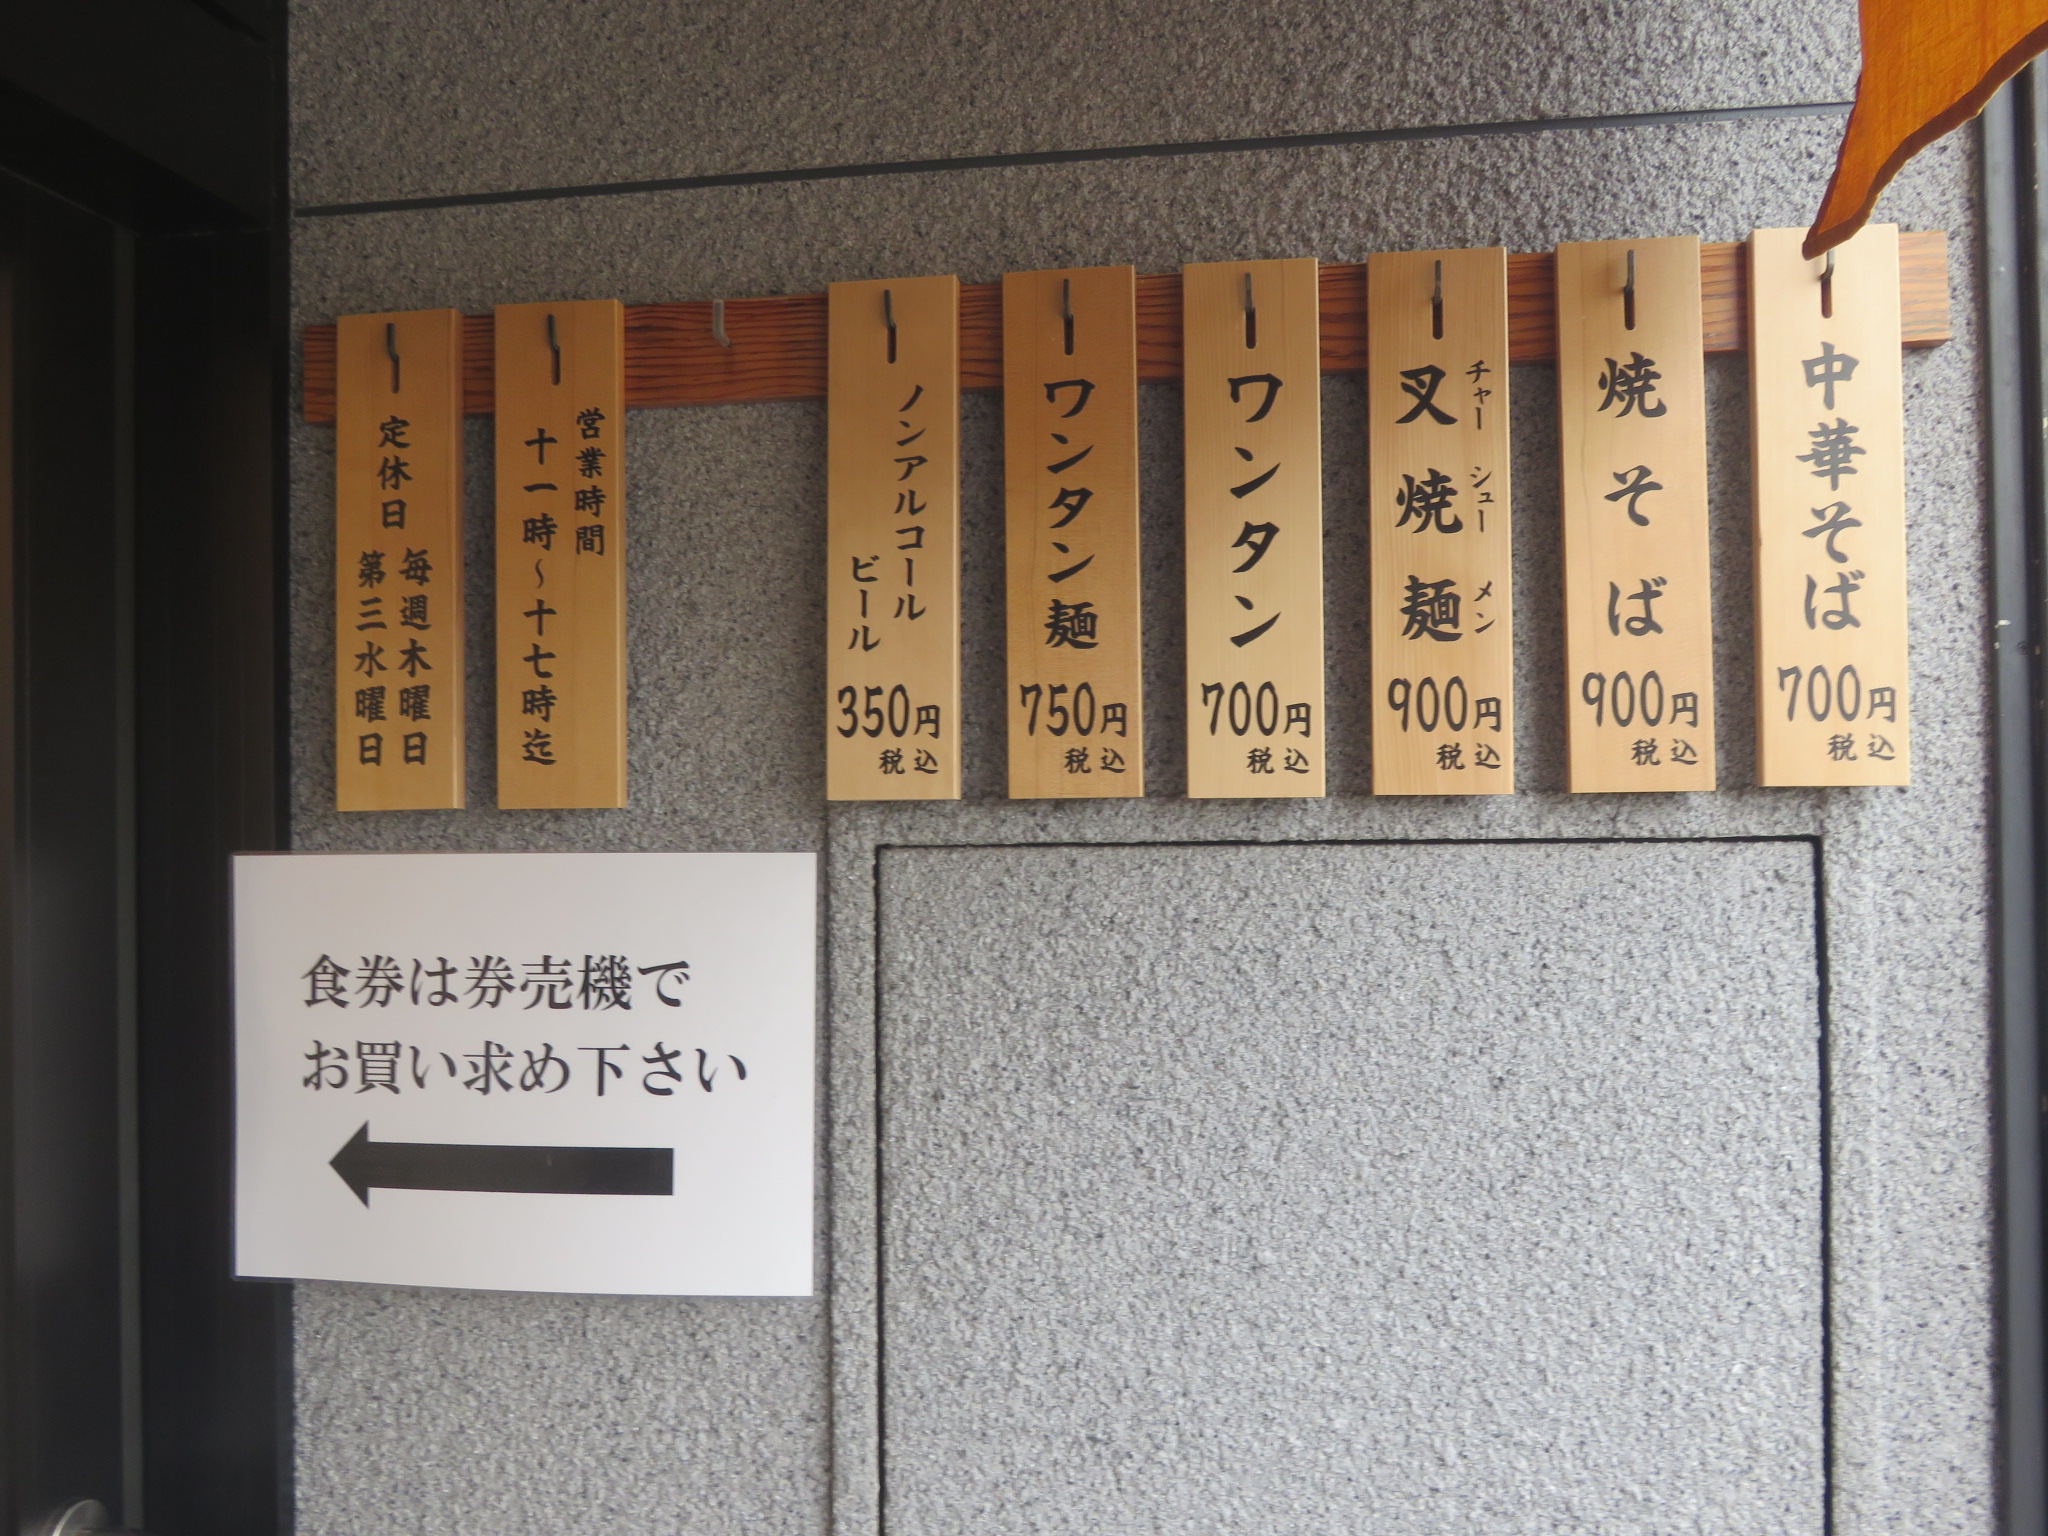 中華そば
700円
税込
焼そば
900円
税込
チャーシューメン
叉焼麺
900円
税込
ワンタン
700円
税込
ワンタン麺
750円
税込
ノンアルコール
ビール
350円
税込
営業時間
十一時～十七時迄
定休日
毎週木曜日
第三水曜日
食券は券売機で
お買い求め下さい